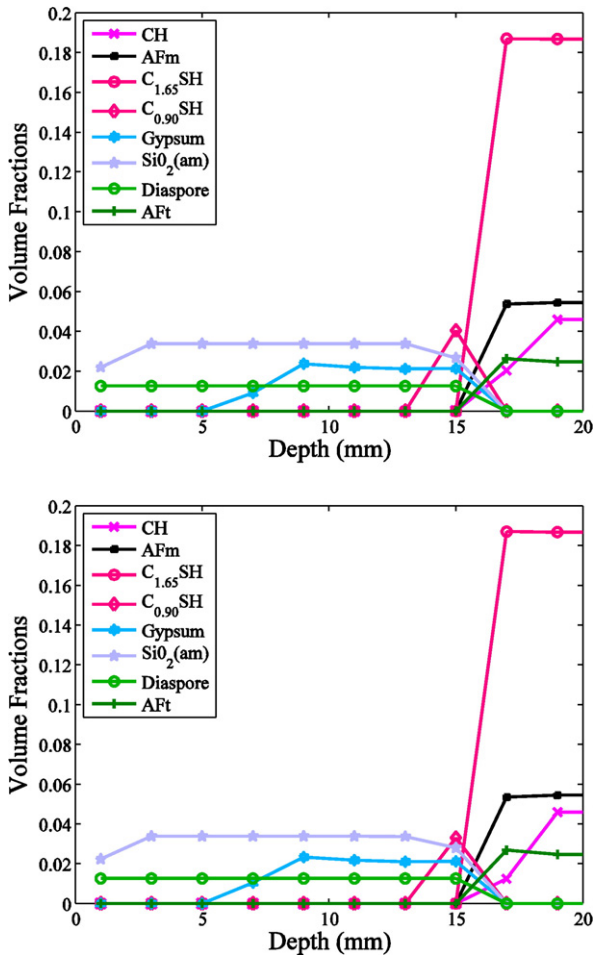 0.2
0.18
0.16
0.14
0.12
0.1
0.08
0.06
0.04
0.02
0
Volume Fractions
CH
AFm
C1.65SH
C0.90SH
Gypsum
Si02(am)
Diaspore
AFt
0 5 10 15 20
Depth (mm)
0.2
0.18
0.16
0.14
0.12
0.1
0.08
0.06
0.04
0.02
0
Volume Fractions
CH
AFm
C1.65SH
C0.90SH
Gypsum
Si02(am)
Diaspore
AFt
0 5 10 15 20
Depth (mm)